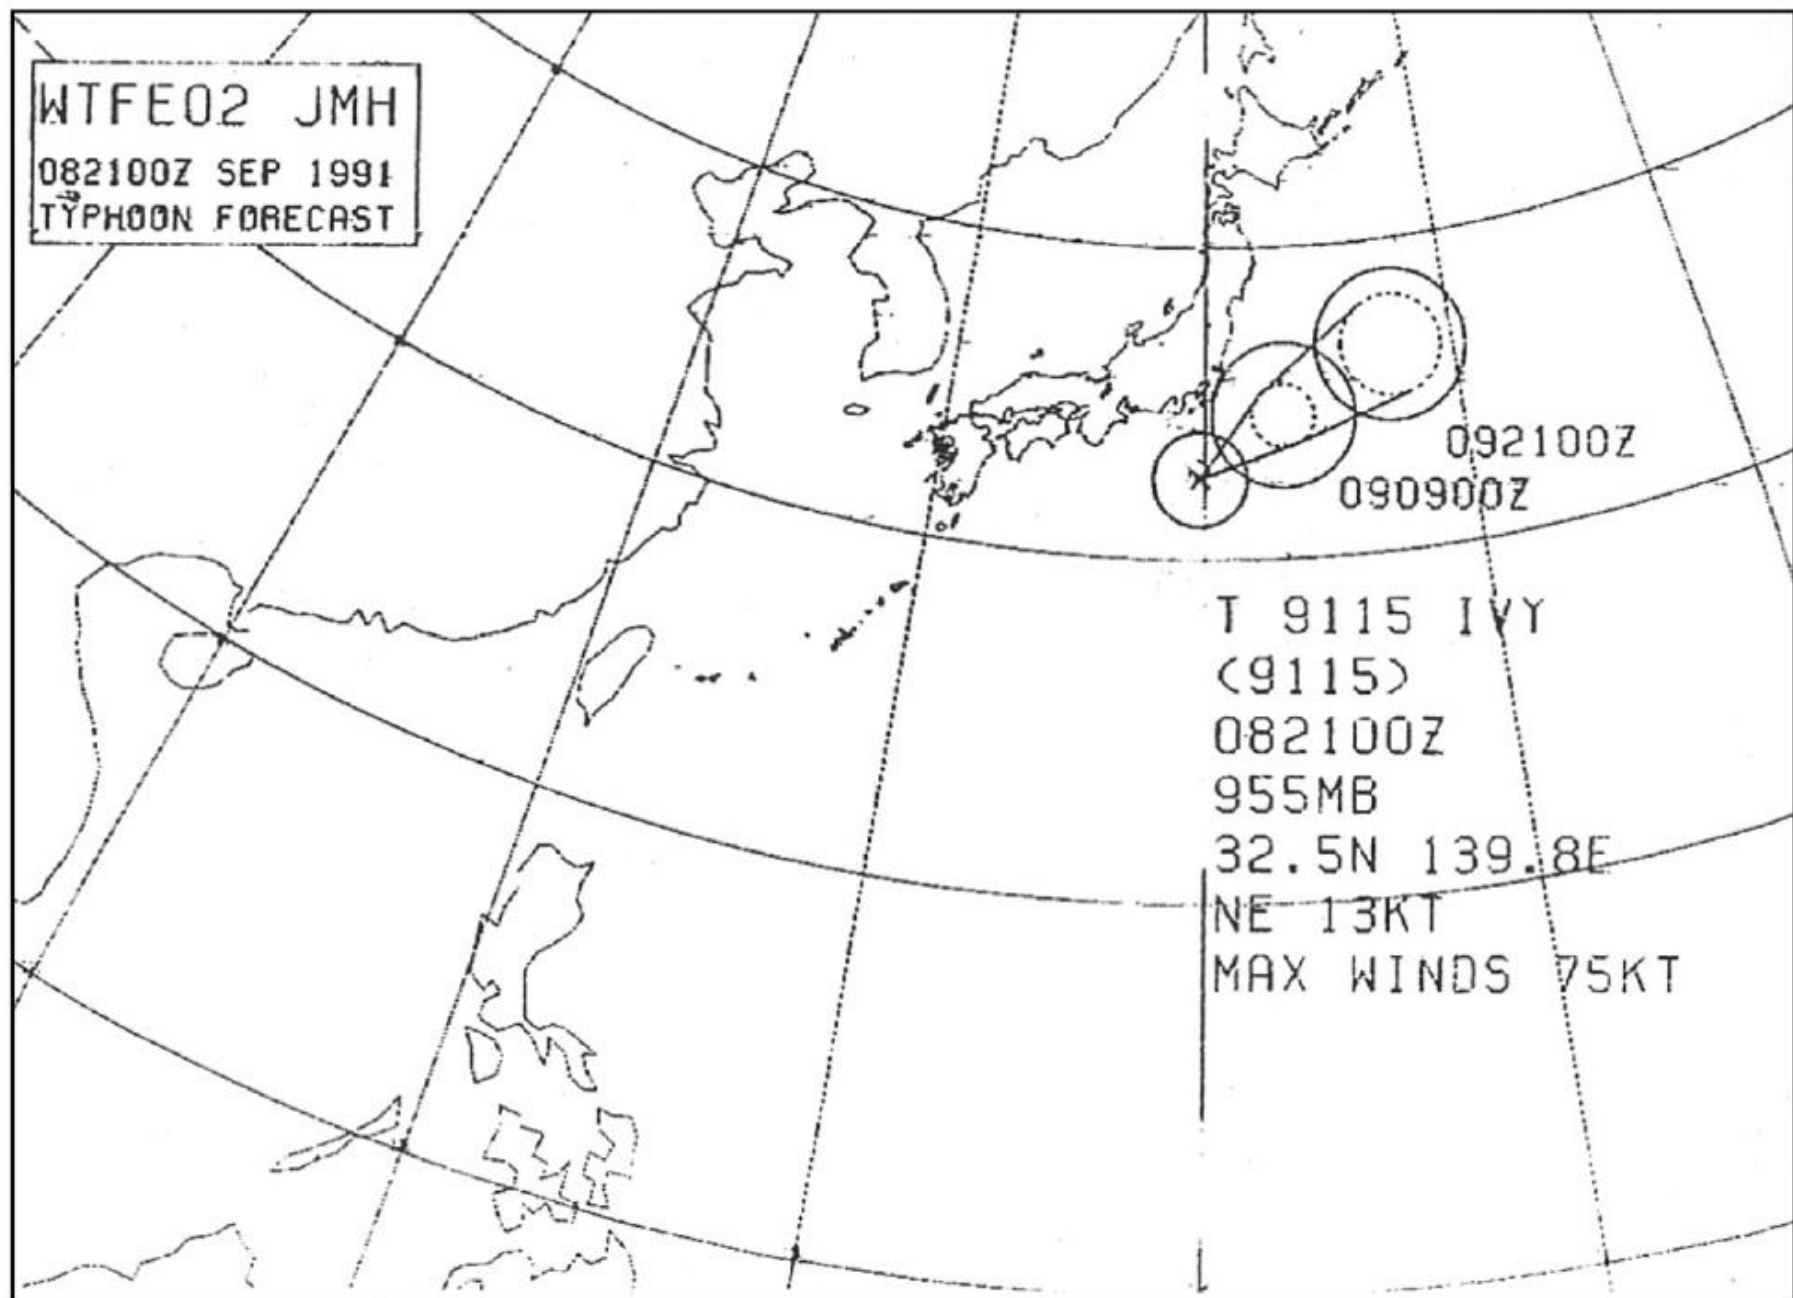 WTFE02 JMH
082100Z SEP 1991
TYPHOON FORECAST
092100Z
090900Z
T 9115 IVY
(9115)
082100Z
955MB
32.5N 139.8E
NE 13KT
MAX WINDS 75KT